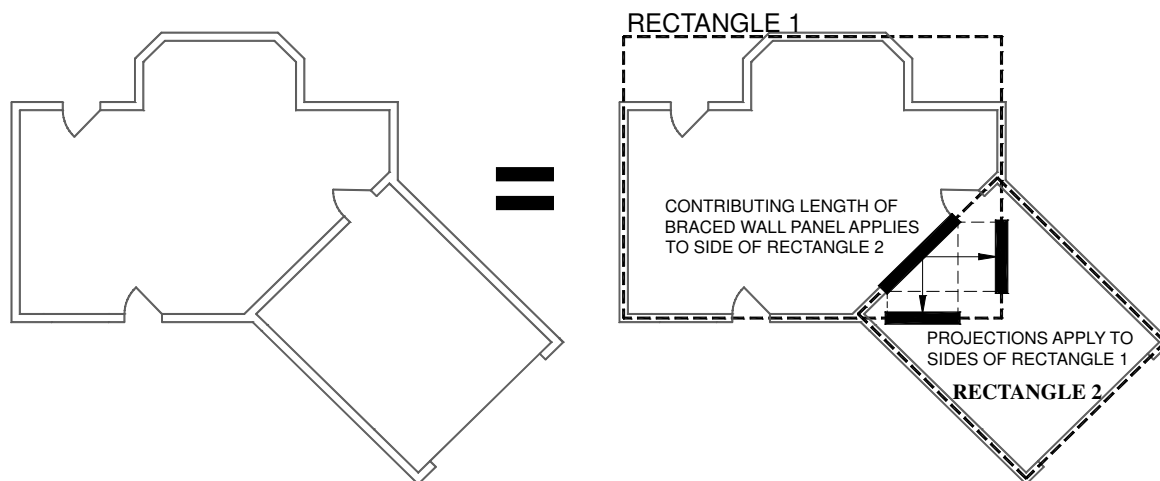 RECTANGLE 1
CONTRIBUTING LENGTH OF
BRACED WALL PANEL APPLIES
TO SIDE OF RECTANGLE 2
PROJECTIONS APPLY TO
SIDES OF RECTANGLE 1
RECTANGLE 2